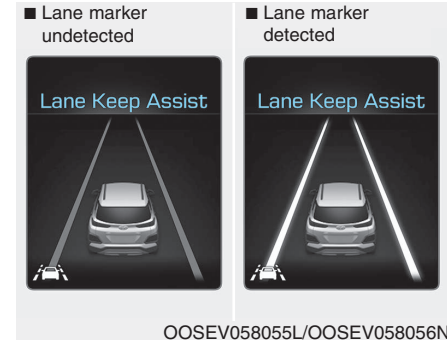 ■ Lane marker
undetected
■ Lane marker
detected
Lane Keep Assist
Lane Keep Assist
OOSEV058055L/OOSEV058056N